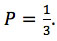 P = 1/3.